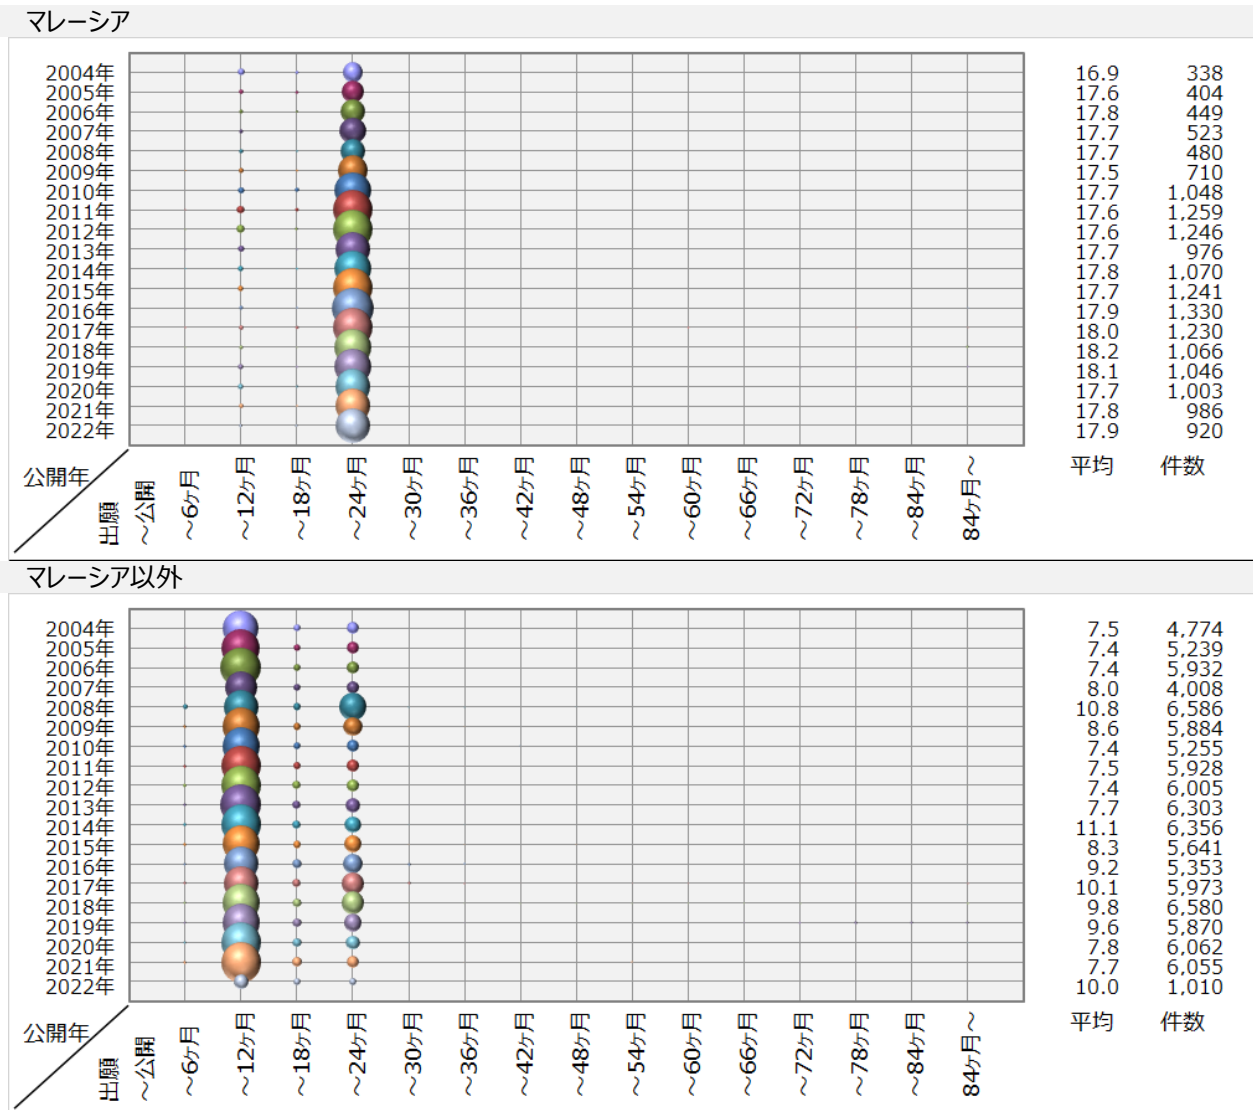 マレーシア
2004年 16.9 338
2005年 17.6 404
2006年 17.8 449
2007年 17.7 523
2008年 17.7 480
2009年 17.5 710
2010年 17.7 1,048
2011年 17.6 1,259
2012年 17.6 1,246
2013年 17.7 976
2014年 17.8 1,070
2015年 17.7 1,241
2016年 17.9 1,330
2017年 18.0 1,230
2018年 18.2 1,066
2019年 18.1 1,046
2020年 17.7 1,003
2021年 17.8 986
2022年 17.9 920
公開年 出願 ～公開 ～6ヶ月 ～12ヶ月 ～18ヶ月 ～24ヶ月 ～30ヶ月 ～36ヶ月 ～42ヶ月 ～48ヶ月 ～54ヶ月 ～60ヶ月 ～66ヶ月 ～72ヶ月 ～78ヶ月 ～84ヶ月 84ヶ月～ 平均 件数
マレーシア以外
2004年 7.5 4,774
2005年 7.4 5,239
2006年 7.4 5,932
2007年 8.0 4,008
2008年 10.8 6,586
2009年 8.6 5,884
2010年 7.4 5,255
2011年 7.5 5,928
2012年 7.4 6,005
2013年 7.7 6,303
2014年 11.1 6,356
2015年 8.3 5,641
2016年 9.2 5,353
2017年 10.1 5,973
2018年 9.8 6,580
2019年 9.6 5,870
2020年 7.8 6,062
2021年 7.7 6,055
2022年 10.0 1,010
公開年 出願 ～公開 ～6ヶ月 ～12ヶ月 ～18ヶ月 ～24ヶ月 ～30ヶ月 ～36ヶ月 ～42ヶ月 ～48ヶ月 ～54ヶ月 ～60ヶ月 ～66ヶ月 ～72ヶ月 ～78ヶ月 ～84ヶ月 84ヶ月～ 平均 件数